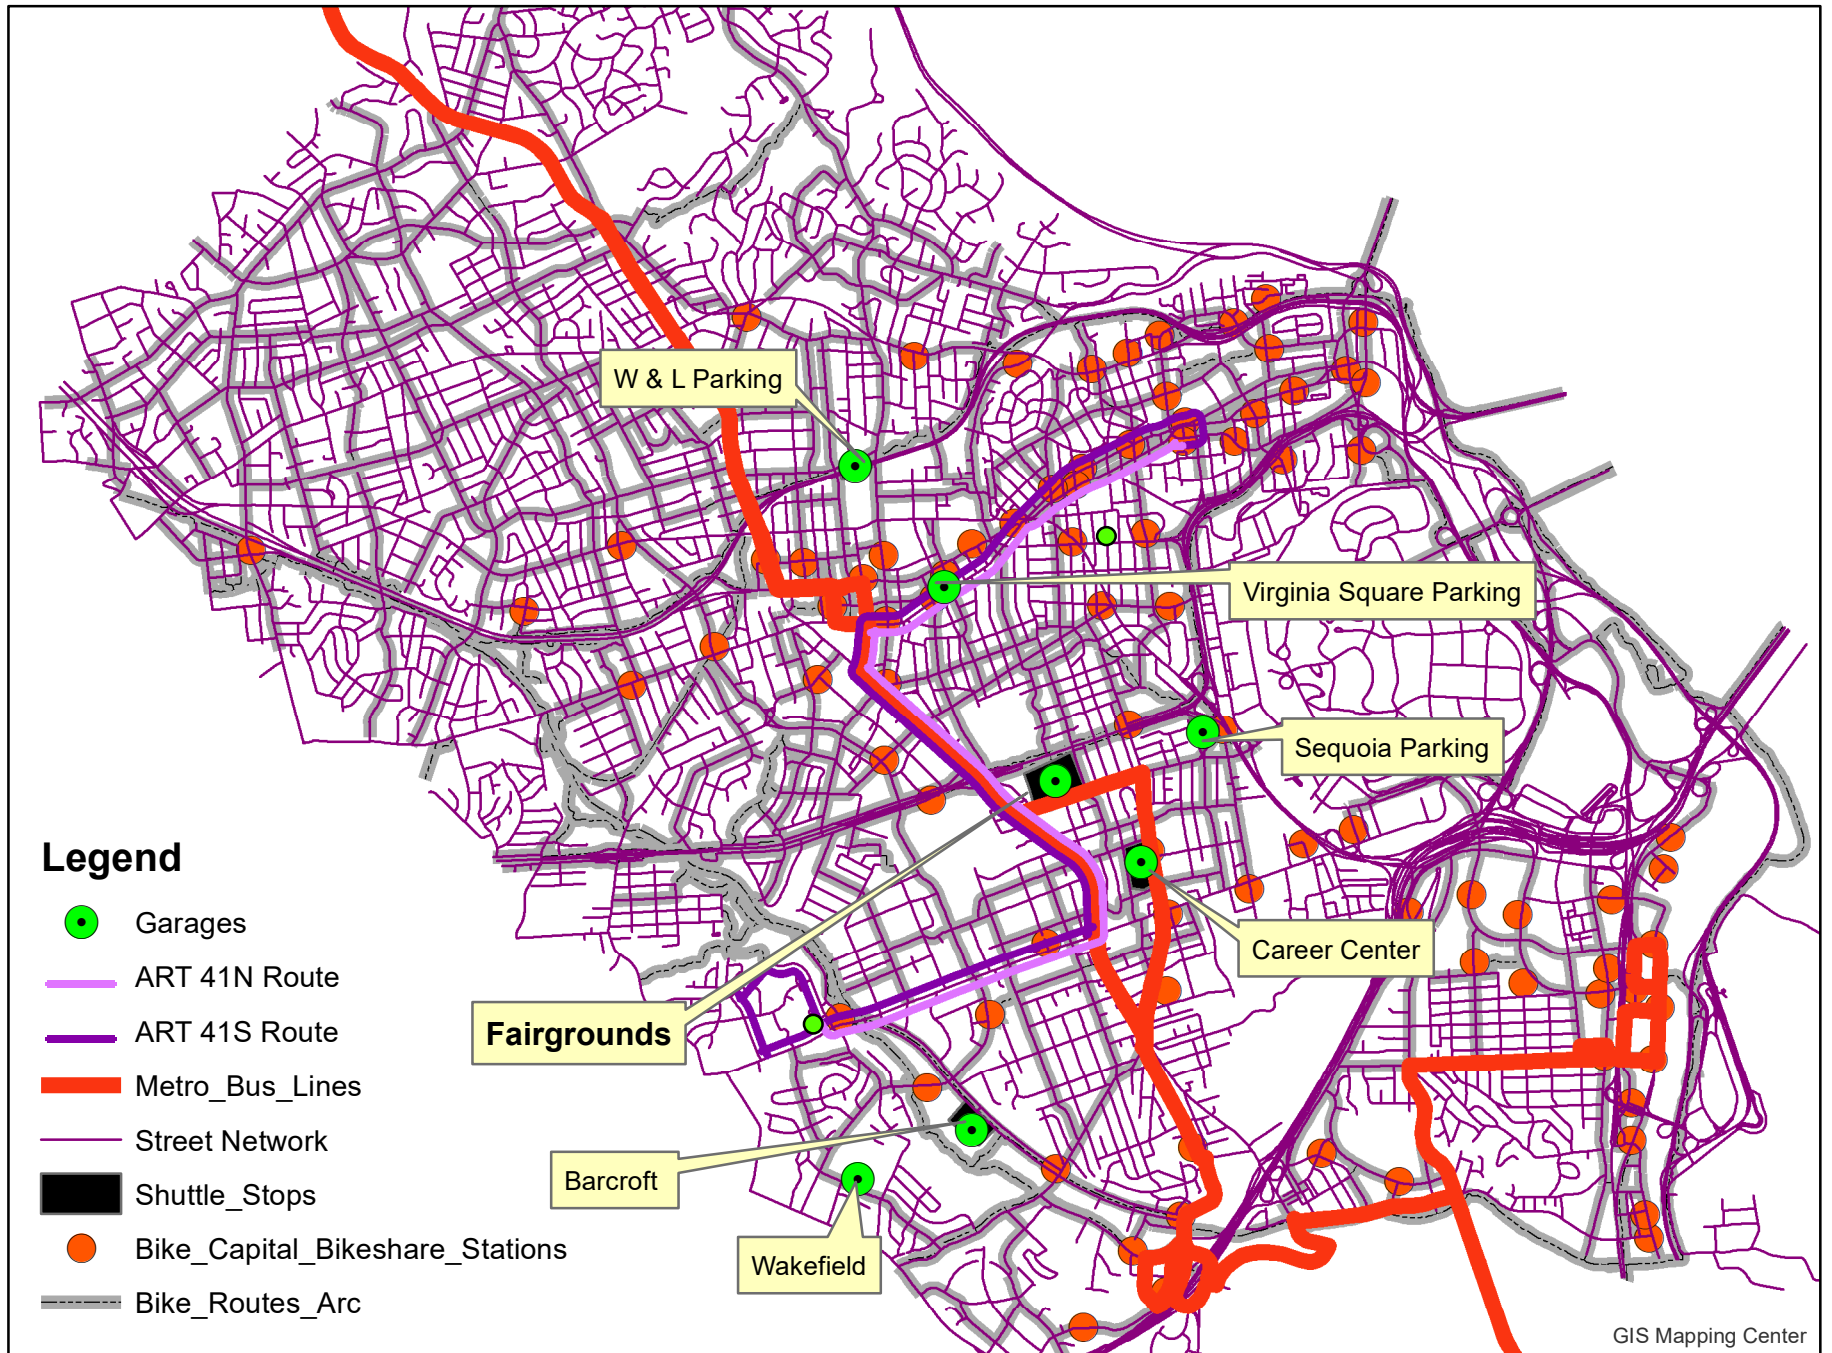 W & L Parking
Virginia Square Parking
Sequoia Parking
Career Center
Fairgrounds
Barcroft
Wakefield
Legend
Garages
ART 41N Route
ART 41S Route
Metro_Bus_Lines
Street Network
Shuttle_Stops
Bike_Capital_Bikeshare_Stations
Bike_Routes_Arc
GIS Mapping Center